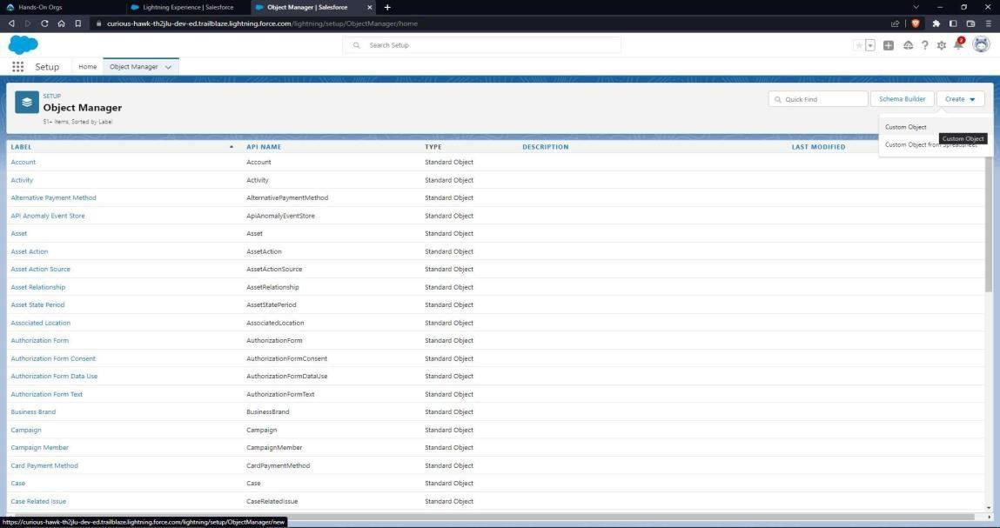 Hands-On Orgs
Lightning Experience | Salesforce
Object Manager | Salesforce
curious-hawk-th2jlu-dev-ed.trailblaze.lightning.force.com/lightning/setup/ObjectManager/home
Search Setup
2
Setup Home Object Manager
SETUP
Object Manager
51+ Items, Sorted by Label
Quick Find Schema Builder Create
Custom Object
Custom Object
Custom Object from Spreadsheet
LABEL API NAME TYPE DESCRIPTION LAST MODIFIED
Account Account Standard Object
Activity Activity Standard Object
Alternative Payment Method AlternativePaymentMethod Standard Object
API Anomaly Event Store ApiAnomalyEventStore Standard Object
Asset Asset Standard Object
Asset Action AssetAction Standard Object
Asset Action Source AssetActionSource Standard Object
Asset Relationship AssetRelationship Standard Object
Asset State Period AssetStatePeriod Standard Object
Associated Location AssociatedLocation Standard Object
Authorization Form AuthorizationForm Standard Object
Authorization Form Consent AuthorizationFormConsent Standard Object
Authorization Form Data Use AuthorizationFormDataUse Standard Object
Authorization Form Text AuthorizationFormText Standard Object
Business Brand BusinessBrand Standard Object
Campaign Campaign Standard Object
Campaign Member CampaignMember Standard Object
Card Payment Method CardPaymentMethod Standard Object
Case Case Standard Object
Case Related Issue CaseRelatedIssue Standard Object
https://curious-hawk-th2jlu-dev-ed.trailblaze.lightning.force.com/lightning/setup/ObjectManager/new